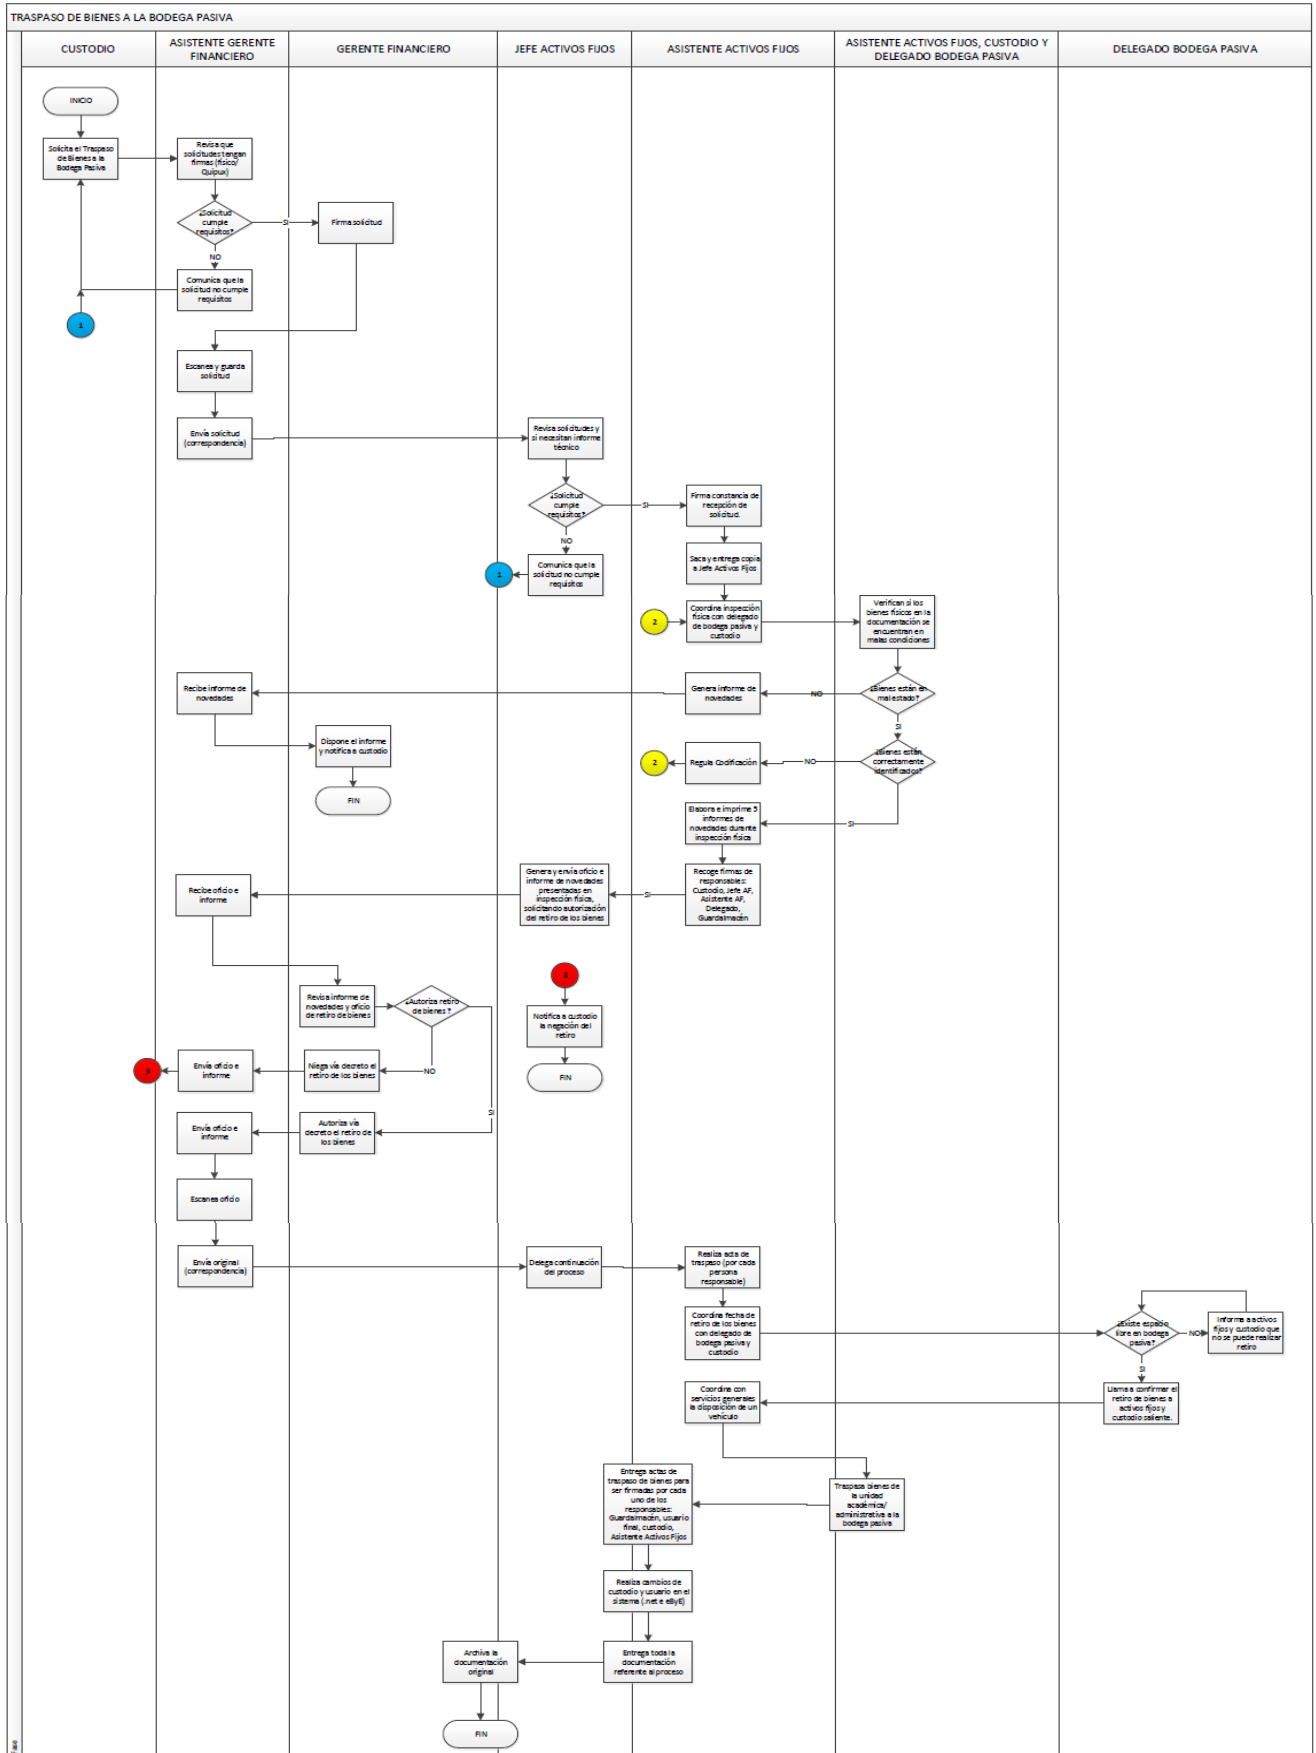 TRASPASO DE BIENES A LA BODEGA PASIVA
CUSTODIO
ASISTENTE GERENTE
FINANCIERO
GERENTE FINANCIERO
JEFE ACTIVOS FIJOS
ASISTENTE ACTIVOS FIJOS
ASISTENTE ACTIVOS FIJOS, CUSTODIO Y
DELEGADO BODEGA PASIVA
DELEGADO BODEGA PASIVA
INICIO
Solicita el Traspaso
de Bienes a la
Bodega Pasiva
Revisa que
solicitudes tengan
firmas (físico/
Quipux)
¿Solicitud
cumple
requisitos?
SI
Firma solicitud
NO
Comunica que la
solicitud no cumple
requisitos
1
Escanea y guarda
solicitud
Envía solicitud
(correspondencia)
Revisa solicitudes y
si necesitan informe
técnico
¿Solicitud
cumple
requisitos?
SI
Firma constancia de
recepción de
solicitud.
NO
Comunica que la
solicitud no cumple
requisitos
1
Saca y entrega copia
a Jefe Activos Fijos
2
Coordina inspección
física con delegado
de bodega pasiva y
custodio
Verifican si los
bienes físicos en la
documentación se
encuentran en
malas condiciones
¿Bienes están en
mal estado?
NO
Genera informe de
novedades
Recibe informe de
novedades
Dispone el informe
y notifica a custodio
FIN
SI
¿Bienes están
correctamente
identificados?
NO
Regula Codificación
2
SI
Elabora e imprime 5
informes de
novedades durante
inspección física
Recoge firmas de
responsables:
Custodio, Jefe AF,
Asistente AF,
Delegado,
Guardalmacén
SI
Genera y envía oficio e
informe de novedades
presentadas en
inspección física,
solicitando autorización
del retiro de los bienes
Recibe oficio e
informe
Revisa informe de
novedades y oficio
de retiro de bienes
¿Autoriza retiro
de bienes ?
3
Notifica a custodio
la negación del
retiro
FIN
NO
Niega vía decreto el
retiro de los bienes
Envía oficio e
informe
SI
Autoriza vía
decreto el retiro de
los bienes
Envía oficio e
informe
Escanea oficio
Envía original
(correspondencia)
Delega continuación
del proceso
Realiza acta de
traspaso (por cada
persona
responsable)
Coordina fecha de
retiro de los bienes
con delegado de
bodega pasiva y
custodio
¿Existe espacio
libre en bodega
pasiva?
NO
Informa a activos
fijos y custodio que
no se puede realizar
retiro
SI
Llama a confirmar el
retiro de bienes a
activos fijos y
custodio saliente.
Coordina con
servicios generales
la disposición de un
vehículo
Traspasa bienes de
la unidad
académica/
administrativa a la
bodega pasiva
Entrega actas de
traspaso de bienes para
ser firmadas por cada
uno de los
responsables:
Guardalmacén, usuario
final, custodio,
Asistente Activos Fijos
Realiza cambios de
custodio y usuario en el
sistema (.net e eByE)
Entrega toda la
documentación
referente al proceso
Archiva la
documentación
original
FIN
Fase